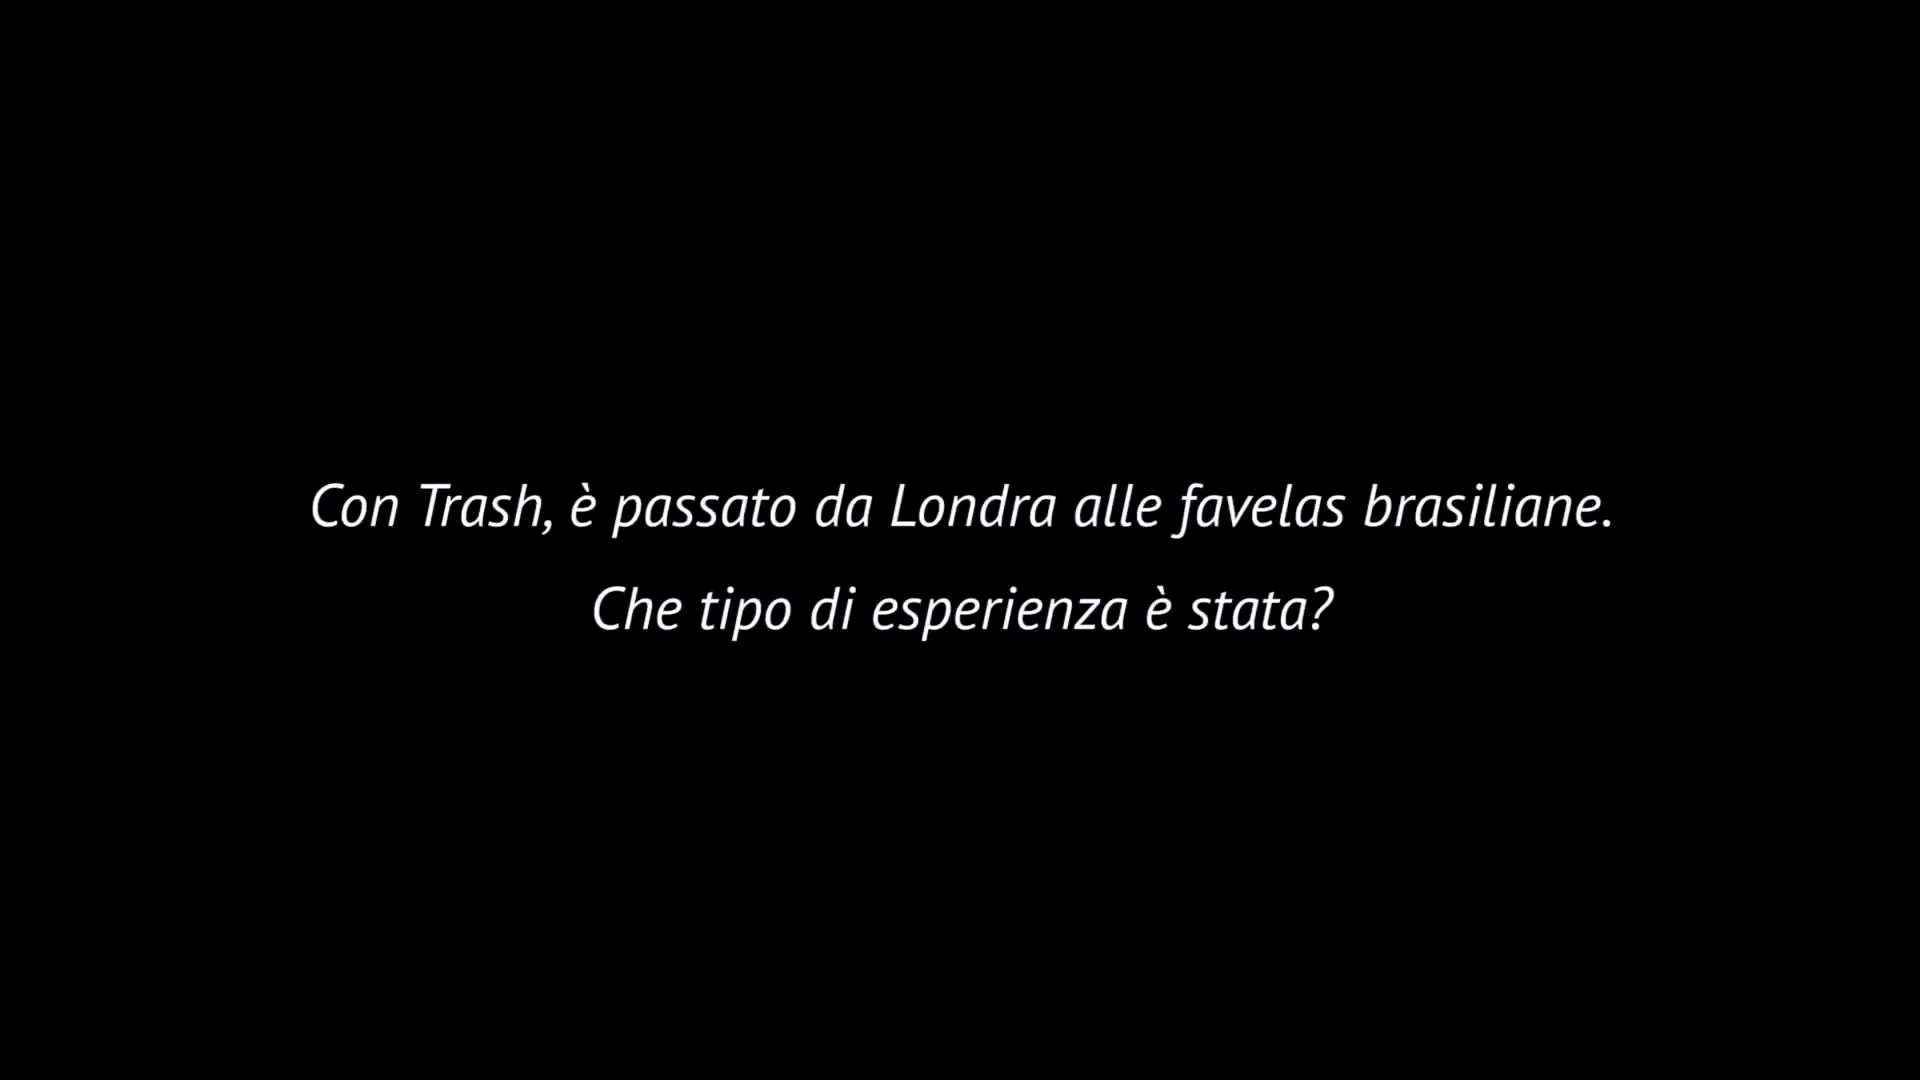 Con Trash, è passato da Londra alle favelas brasiliane.
Che tipo di esperienza è stata?